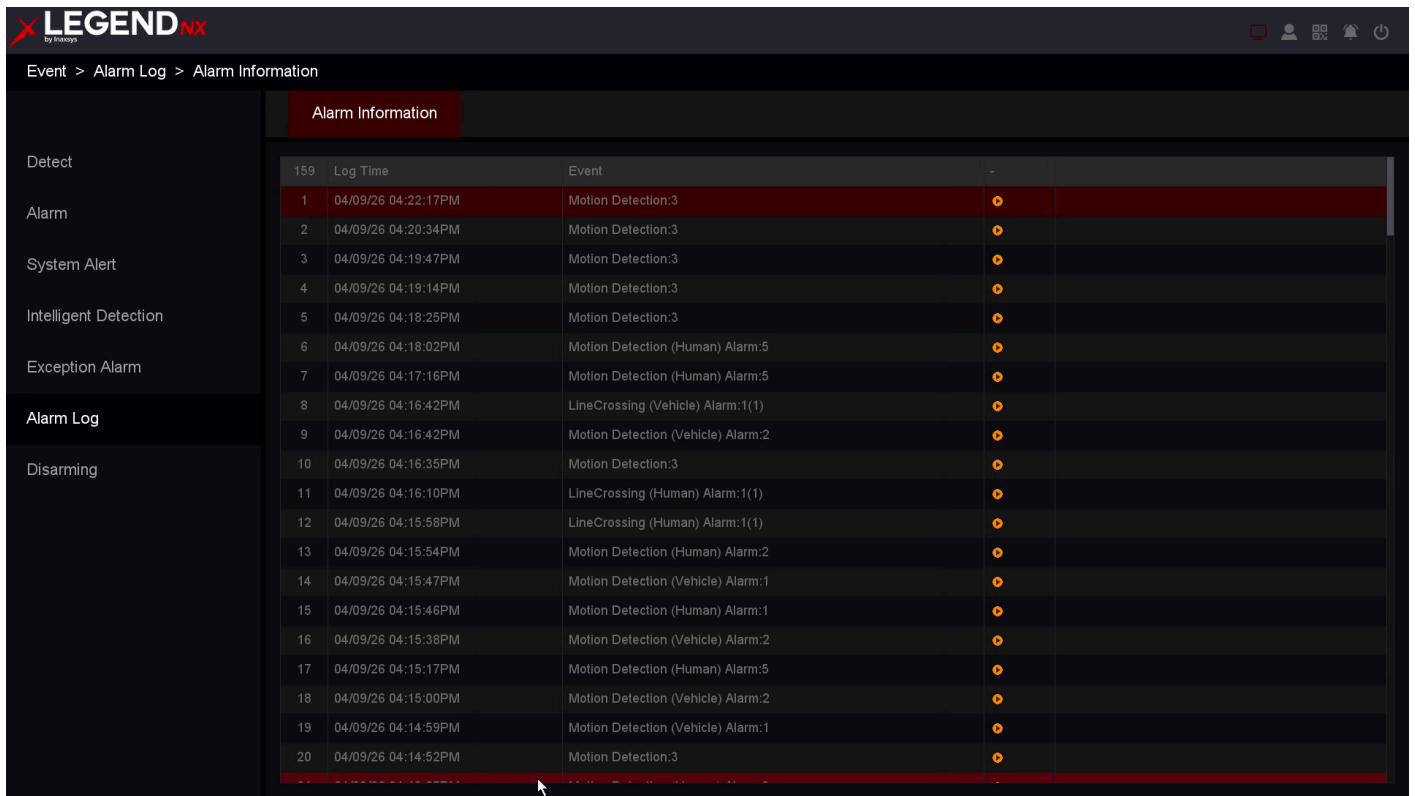 LEGENDNX
by Inaxsys
Event > Alarm Log > Alarm Information
Alarm Information
Detect
Alarm
System Alert
Intelligent Detection
Exception Alarm
Alarm Log
Disarming
159 Log Time Event -
1 04/09/26 04:22:17PM Motion Detection:3
2 04/09/26 04:20:34PM Motion Detection:3
3 04/09/26 04:19:47PM Motion Detection:3
4 04/09/26 04:19:14PM Motion Detection:3
5 04/09/26 04:18:25PM Motion Detection:3
6 04/09/26 04:18:02PM Motion Detection (Human) Alarm:5
7 04/09/26 04:17:16PM Motion Detection (Human) Alarm:5
8 04/09/26 04:16:42PM LineCrossing (Vehicle) Alarm:1(1)
9 04/09/26 04:16:42PM Motion Detection (Vehicle) Alarm:2
10 04/09/26 04:16:35PM Motion Detection:3
11 04/09/26 04:16:10PM LineCrossing (Human) Alarm:1(1)
12 04/09/26 04:15:58PM LineCrossing (Human) Alarm:1(1)
13 04/09/26 04:15:54PM Motion Detection (Human) Alarm:2
14 04/09/26 04:15:47PM Motion Detection (Vehicle) Alarm:1
15 04/09/26 04:15:46PM Motion Detection (Human) Alarm:1
16 04/09/26 04:15:38PM Motion Detection (Vehicle) Alarm:2
17 04/09/26 04:15:17PM Motion Detection (Human) Alarm:5
18 04/09/26 04:15:00PM Motion Detection (Vehicle) Alarm:2
19 04/09/26 04:14:59PM Motion Detection (Vehicle) Alarm:1
20 04/09/26 04:14:52PM Motion Detection:3